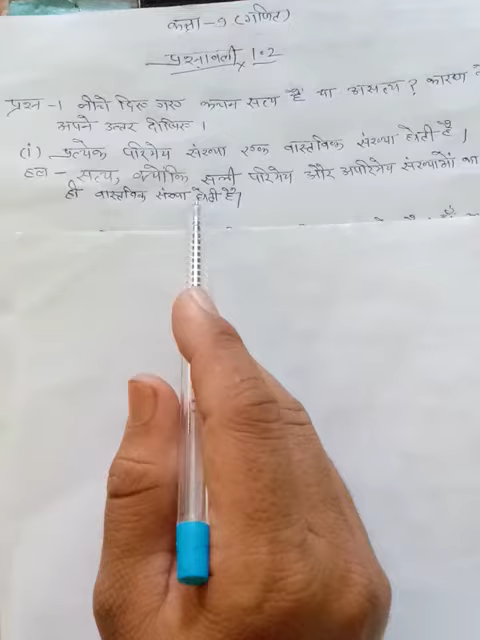 कक्षा - 9 (गणित)
प्रश्नावली, 1.2
प्रश्न -1 नीचे दिए गए कथन सत्य हैं या असत्य? कारण
अपने उत्तर दीजिए।
(i) प्रत्येक परिमेय संख्या एक वास्तविक संख्या होती है।
हल - सत्य, क्योंकि सभी परिमेय और अपरिमेय संख्याओं का
ही वास्तविक संख्या होती है।